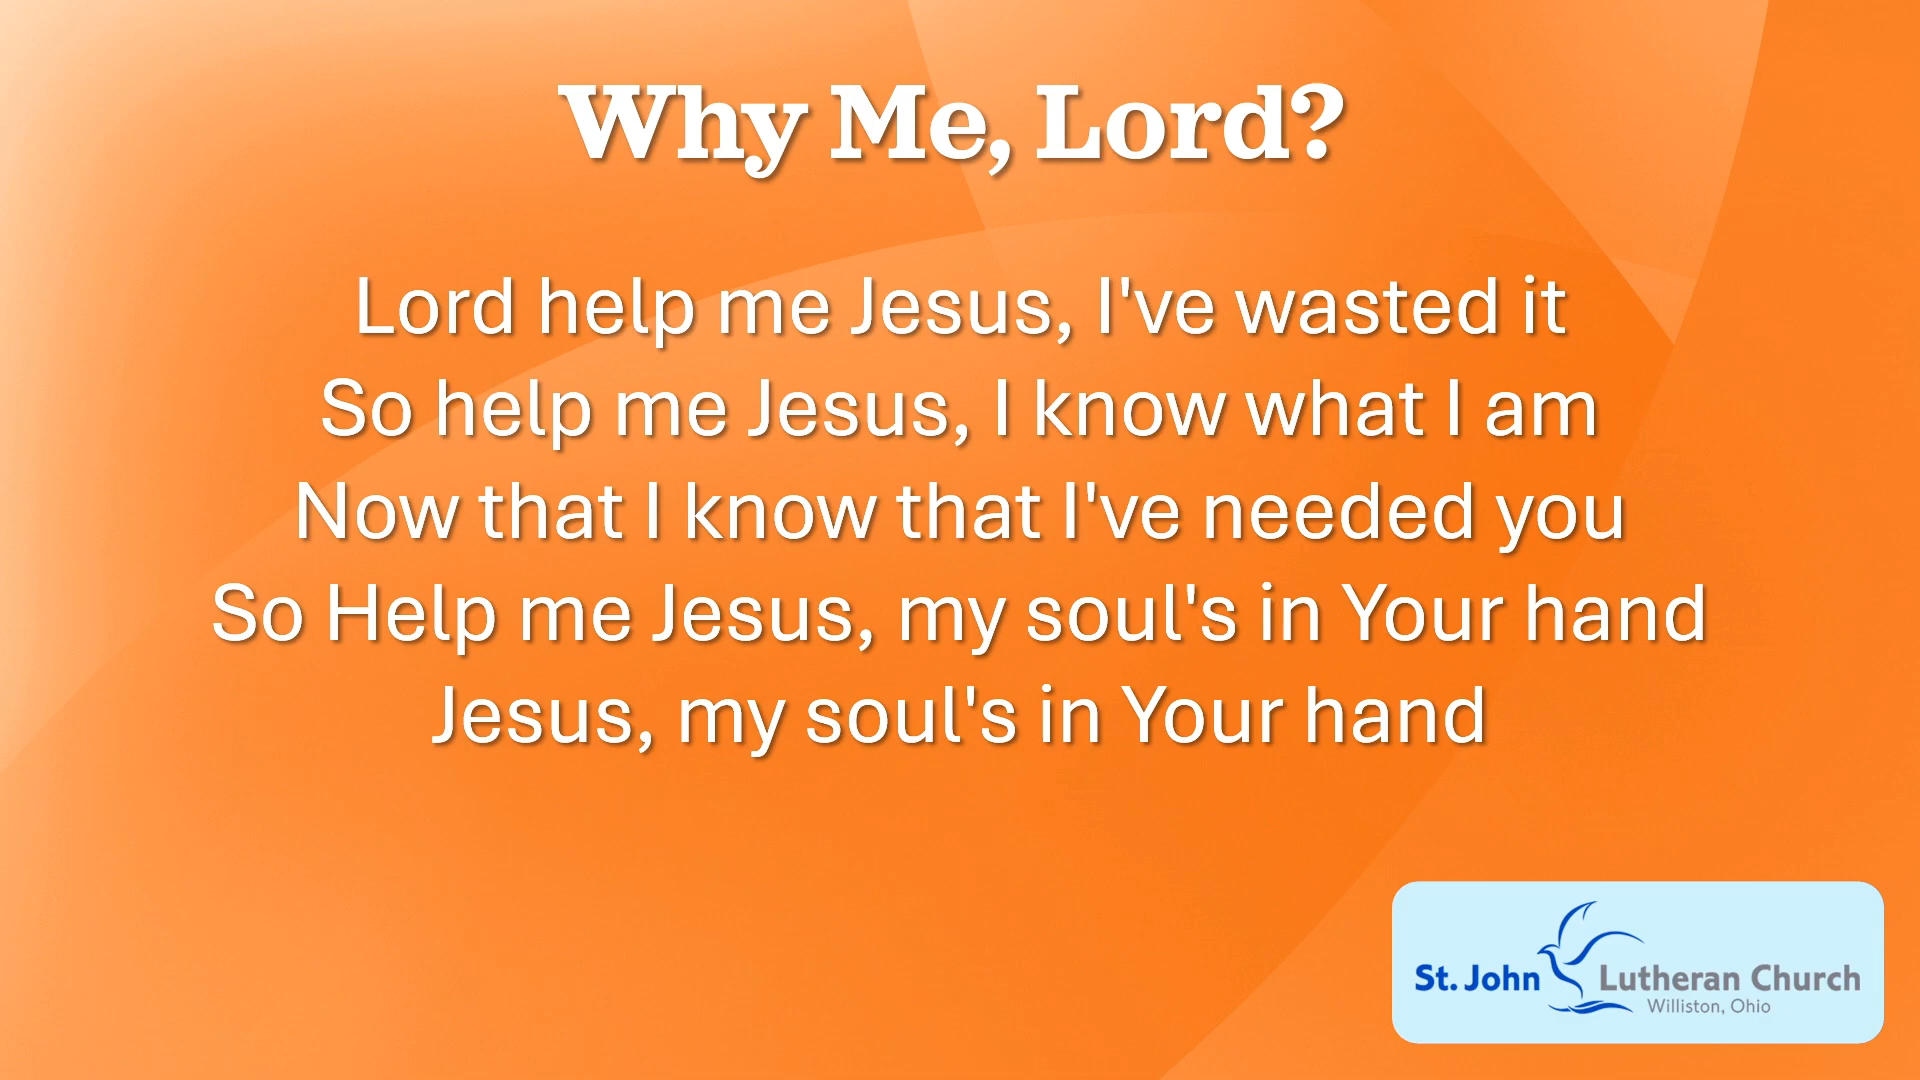 Why Me, Lord?
Lord help me Jesus, I've wasted it
So help me Jesus, I know what I am
Now that I know that I've needed you
So Help me Jesus, my soul's in Your hand
Jesus, my soul's in Your hand
St. John Lutheran Church
Williston, Ohio